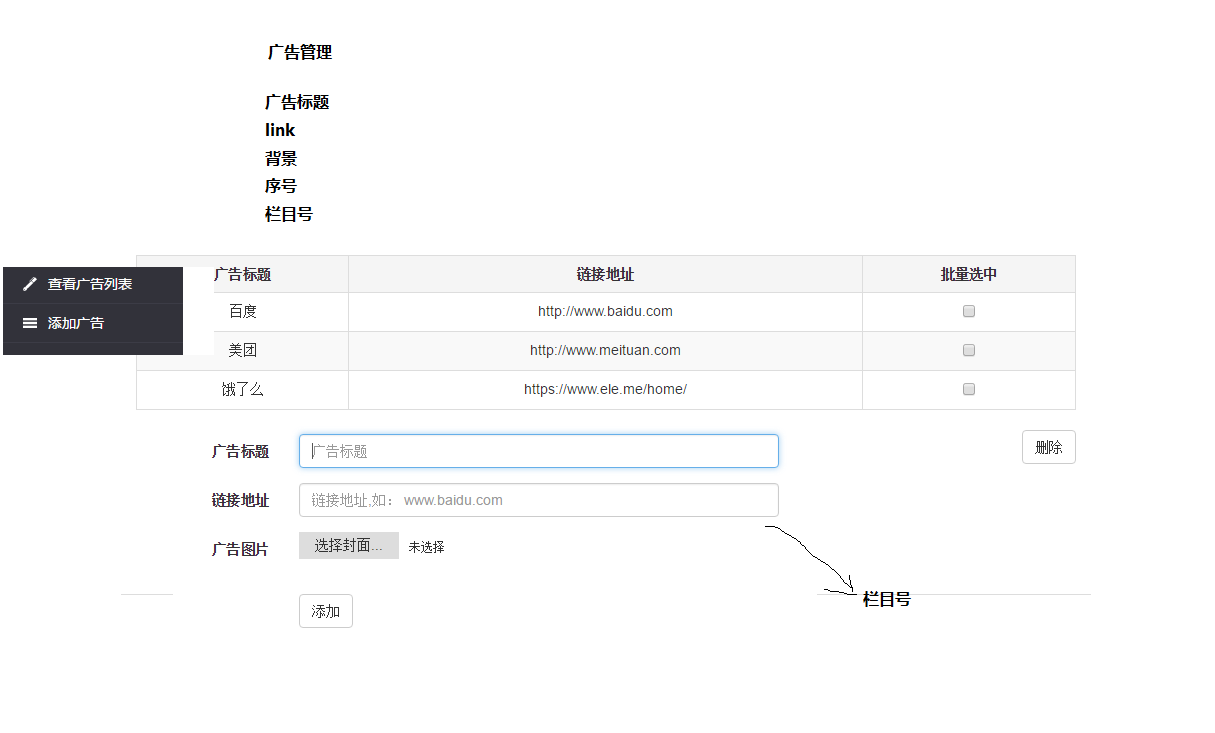 广告管理
广告标题
link
背景
序号
栏目号
查看广告列表
添加广告
广告标题 链接地址 批量选中
百度 http://www.baidu.com
美团 http://www.meituan.com
饿了么 https://www.ele.me/home/
广告标题 广告标题 删除
链接地址 链接地址,如： www.baidu.com
广告图片 选择封面... 未选择
栏目号
添加